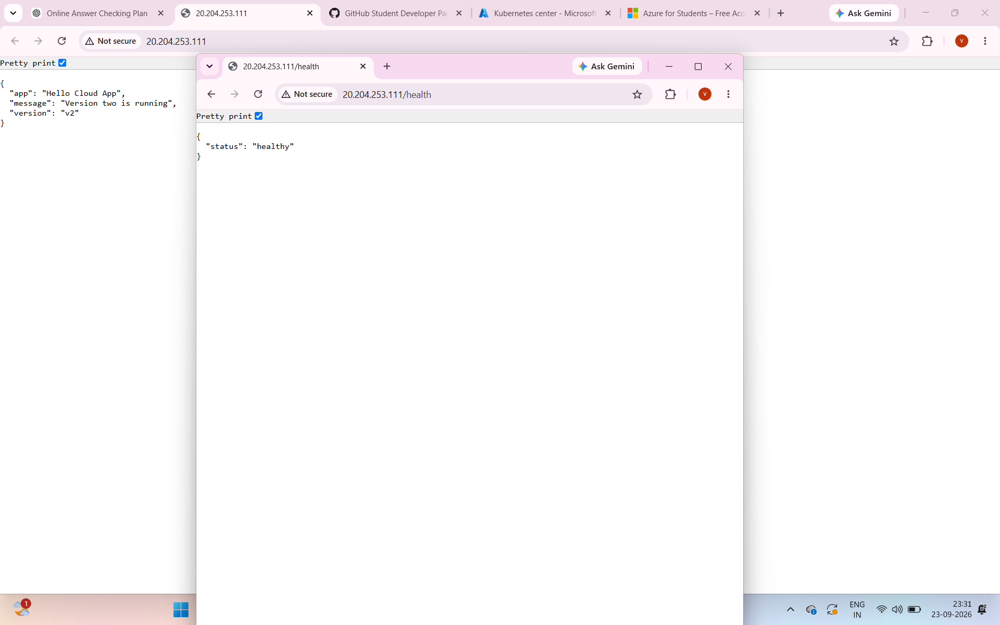 Online Answer Checking Plan
20.204.253.111
GitHub Student Developer Pa
Kubernetes center - Microsoft
Azure for Students – Free Acc
Ask Gemini
Not secure
20.204.253.111
V
Pretty print
{
"app": "Hello Cloud App",
"message": "Version two is running",
"version": "v2"
}
20.204.253.111/health
Ask Gemini
Not secure
20.204.253.111/health
V
Pretty print
{
"status": "healthy"
}
1
ENG
IN
23:31
23-09-2026